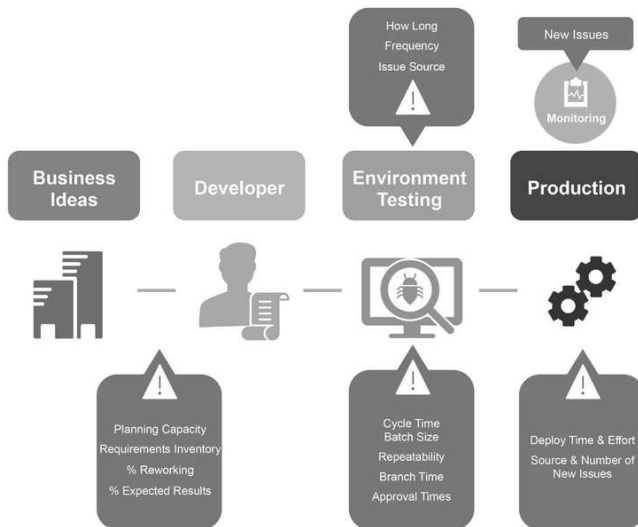 How Long
Frequency
Issue Source
New Issues
Monitoring
Business
Ideas
Developer
Environment
Testing
Production
Planning Capacity
Requirements Inventory
% Reworking
% Expected Results
Cycle Time
Batch Size
Repeatability
Branch Time
Approval Times
Deploy Time & Effort
Source & Number of
New Issues